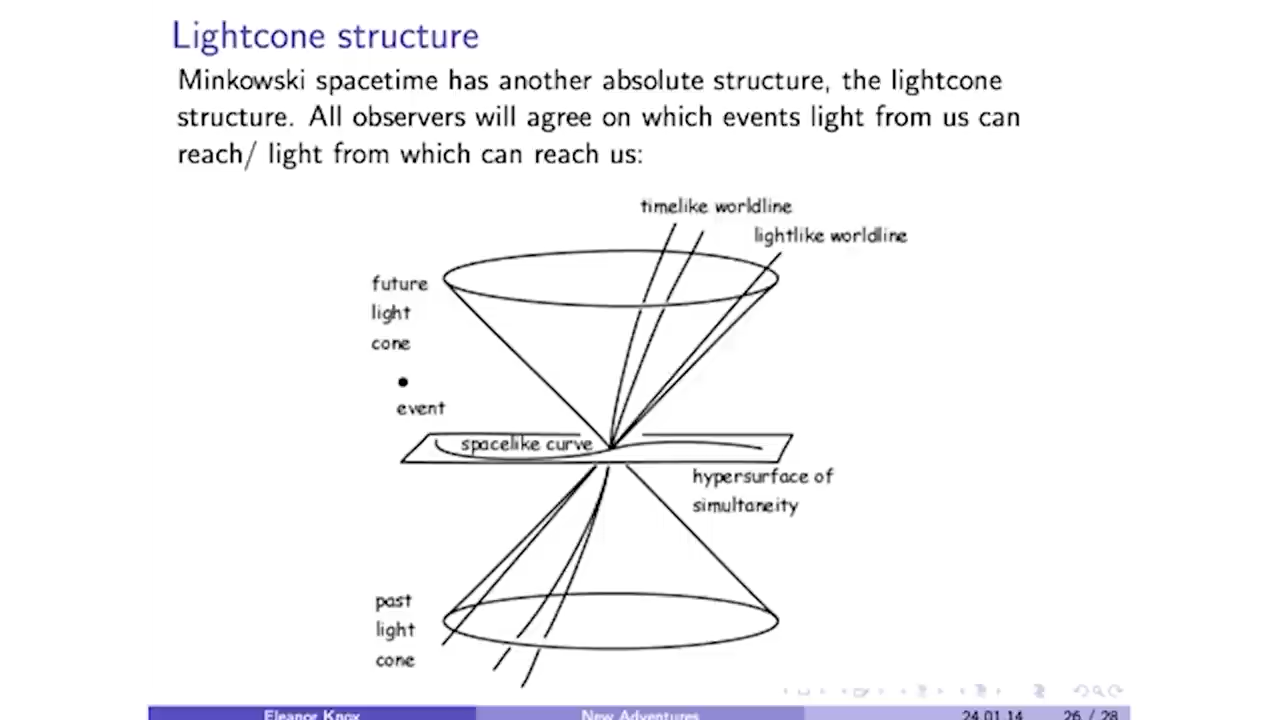 Lightcone structure
Minkowski spacetime has another absolute structure, the lightcone
structure. All observers will agree on which events light from us can
reach/ light from which can reach us:
timelike worldline
lightlike worldline
future
light
cone
event
spacelike curve
hypersurface of
simultaneity
past
light
cone
Eleanor Knox New Adventures 24.01.14 26 / 28